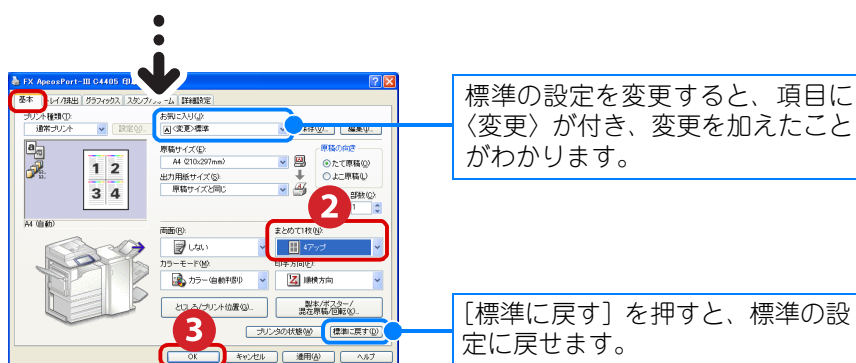 FX ApeosPort-III C4405 印
基本
トレイ/排出
グラフィックス
詳細設定
プリント種類(T):
通常プリント
設定(Q)...
お気に入り(J):
<変更>標準
保存(V)...
編集(I)...
原稿サイズ(E):
A4 (210x297mm)
出力用紙サイズ(S):
原稿サイズと同じ
原稿の向き
たて原稿(Q)
よこ原稿(L)
部数(C):
1
2
1 2
3 4
A4 (自動)
両面(R):
しない
まとめて1枚(N):
4アップ
カラーモード(M):
カラー(自動判別)
印字方向(F):
順横方向
製本/ポスター/
混在原稿/回転(X)...
3
プリンタの状態(W)
標準に戻す(D)
OK
キャンセル
適用(A)
ヘルプ
標準の設定を変更すると、項目に
〈変更〉が付き、変更を加えたこと
がわかります。
[標準に戻す]を押すと、標準の設
定に戻せます。